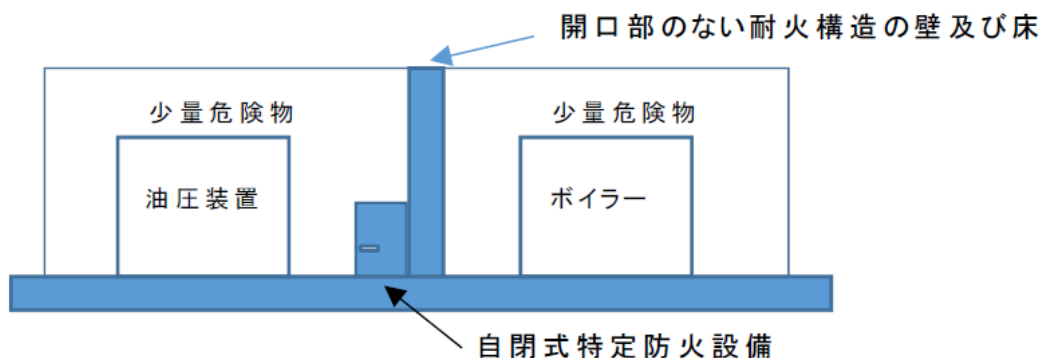 開口部のない耐火構造の壁及び床
少量危険物
少量危険物
油圧装置
ボイラー
自閉式特定防火設備